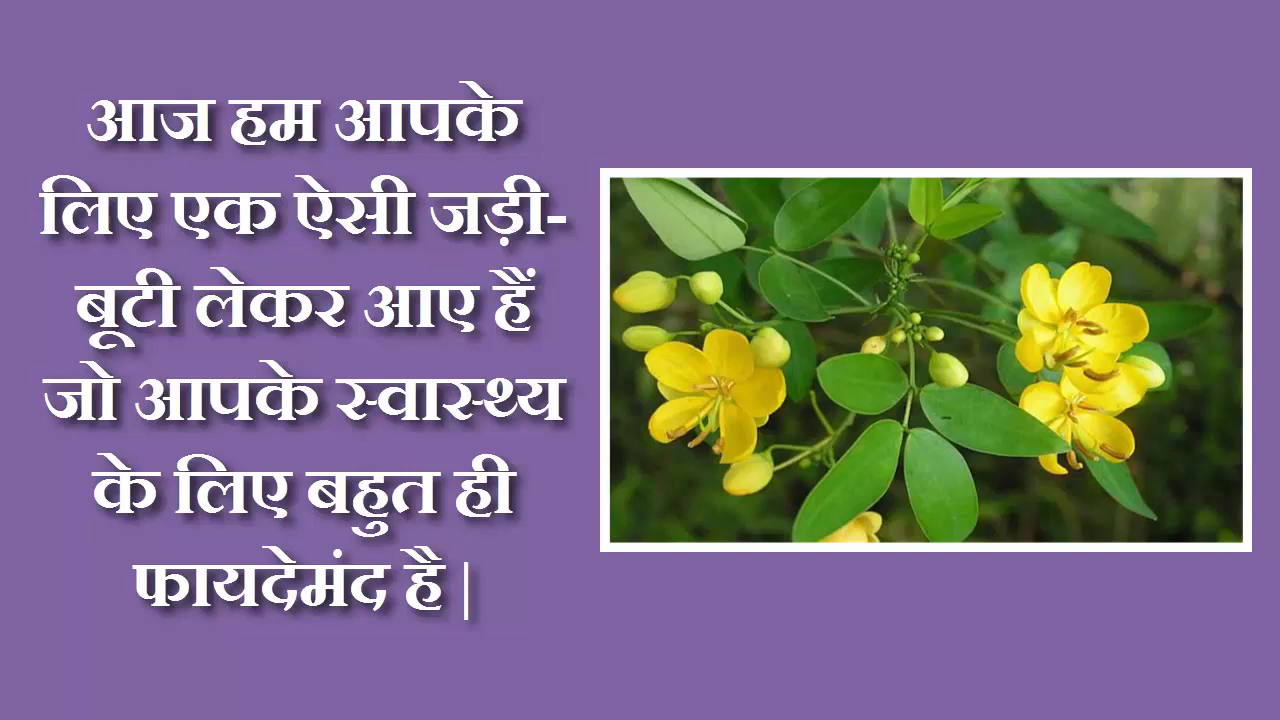 आज हम आपके
लिए एक ऐसी जड़ी-
बूटी लेकर आए हैं
जो आपके स्वास्थ्य
के लिए बहुत ही
फायदेमंद है |